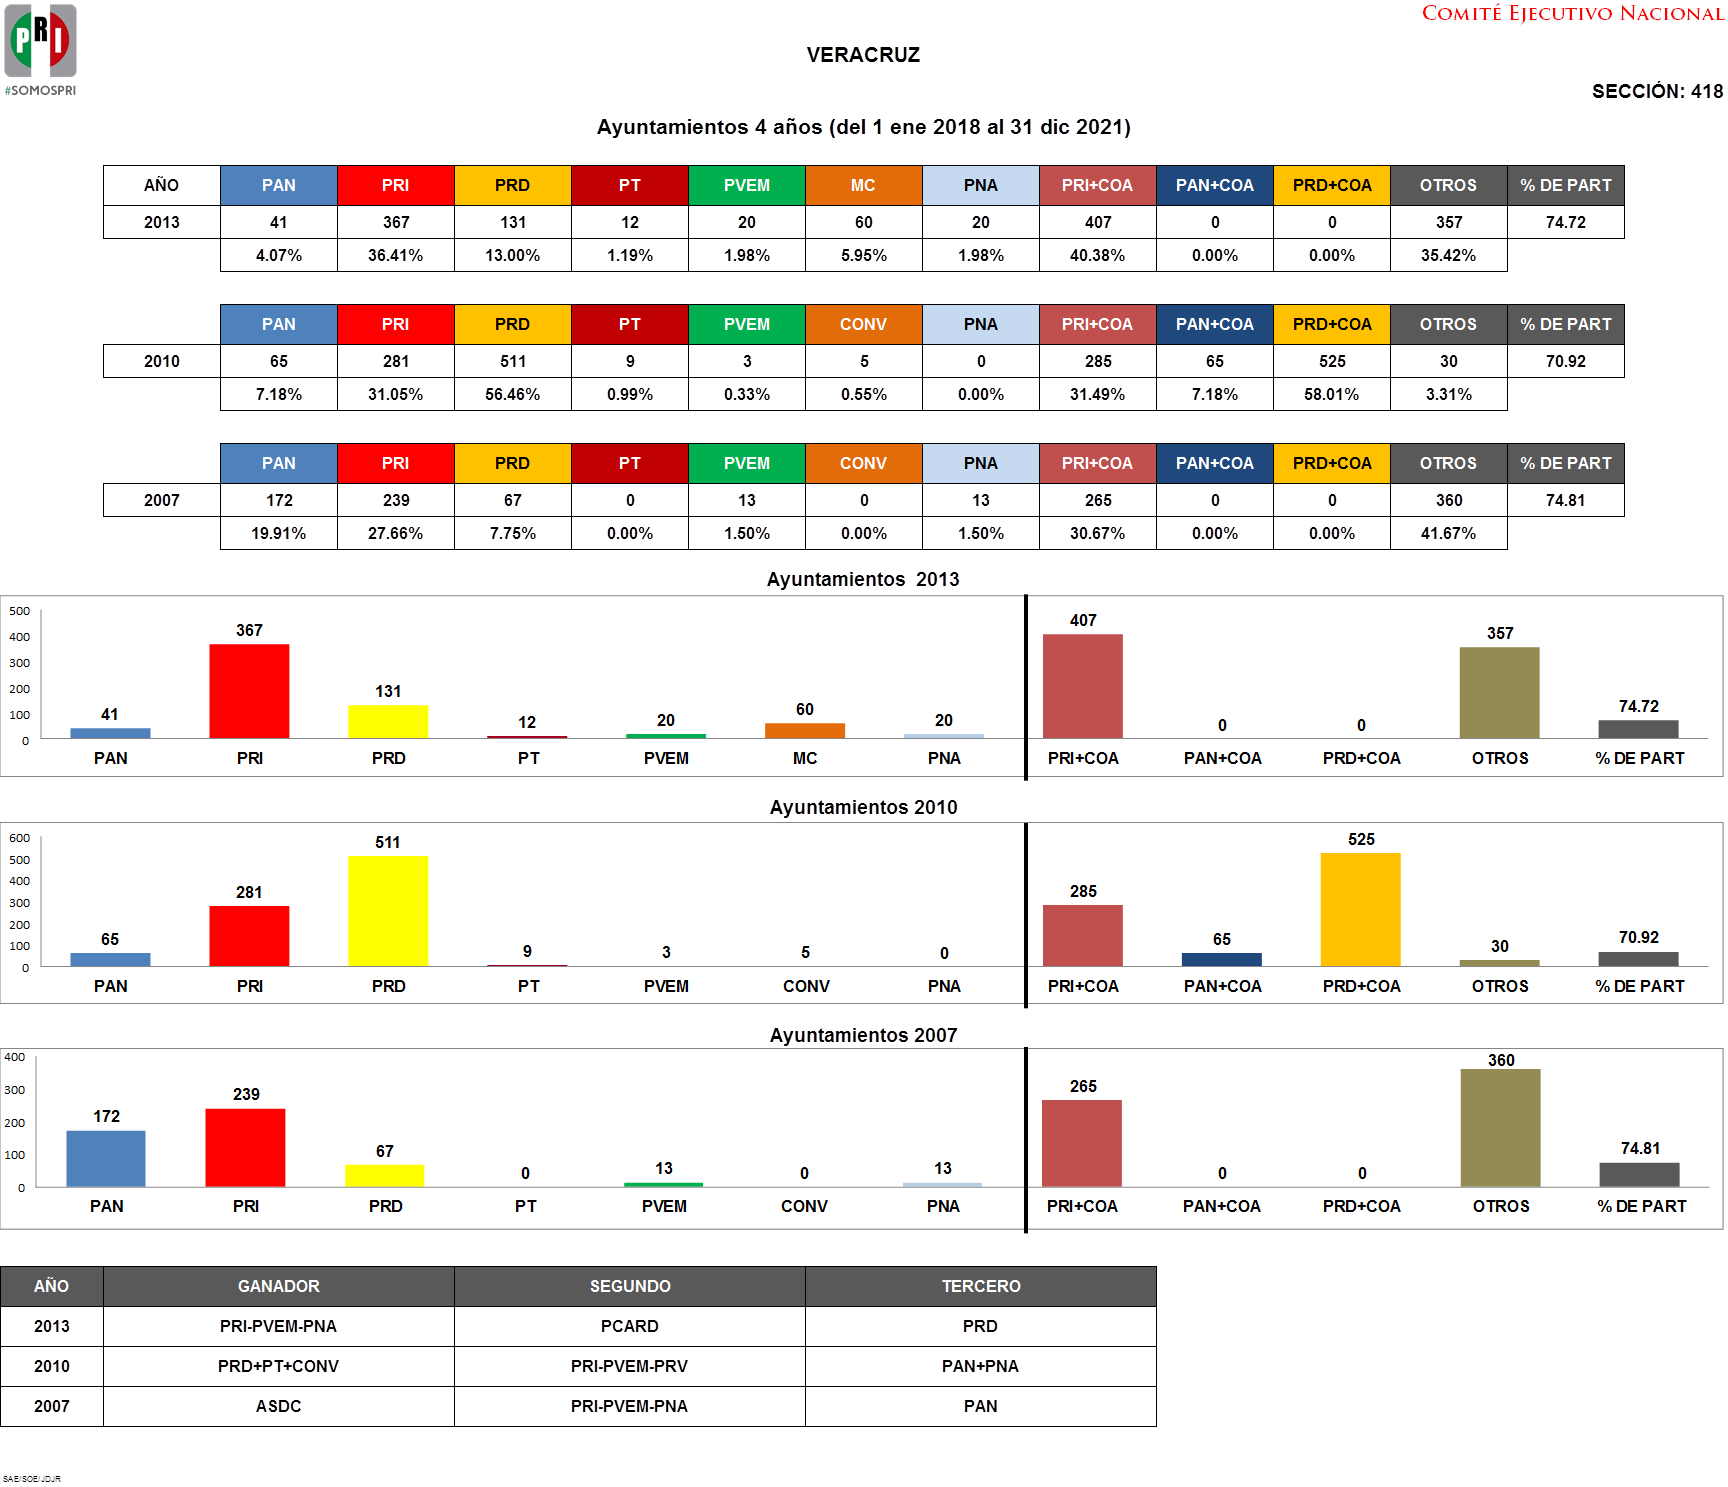 COMITÉ EJECUTIVO NACIONAL
PRI
#SOMOSPRI
VERACRUZ
SECCIÓN: 418
Ayuntamientos 4 años (del 1 ene 2018 al 31 dic 2021)
AÑO PAN PRI PRD PT PVEM MC PNA PRI+COA PAN+COA PRD+COA OTROS % DE PART
2013 41 367 131 12 20 60 20 407 0 0 357 74.72
4.07% 36.41% 13.00% 1.19% 1.98% 5.95% 1.98% 40.38% 0.00% 0.00% 35.42%
PAN PRI PRD PT PVEM CONV PNA PRI+COA PAN+COA PRD+COA OTROS % DE PART
2010 65 281 511 9 3 5 0 285 65 525 30 70.92
7.18% 31.05% 56.46% 0.99% 0.33% 0.55% 0.00% 31.49% 7.18% 58.01% 3.31%
PAN PRI PRD PT PVEM CONV PNA PRI+COA PAN+COA PRD+COA OTROS % DE PART
2007 172 239 67 0 13 0 13 265 0 0 360 74.81
19.91% 27.66% 7.75% 0.00% 1.50% 0.00% 1.50% 30.67% 0.00% 0.00% 41.67%
Ayuntamientos 2013
500
400
300
200
100
0
41 367 131 12 20 60 20 407 0 0 357 74.72
PAN PRI PRD PT PVEM MC PNA PRI+COA PAN+COA PRD+COA OTROS % DE PART
Ayuntamientos 2010
600
500
400
300
200
100
0
65 281 511 9 3 5 0 285 65 525 30 70.92
PAN PRI PRD PT PVEM CONV PNA PRI+COA PAN+COA PRD+COA OTROS % DE PART
Ayuntamientos 2007
400
300
200
100
0
172 239 67 0 13 0 13 265 0 0 360 74.81
PAN PRI PRD PT PVEM CONV PNA PRI+COA PAN+COA PRD+COA OTROS % DE PART
AÑO GANADOR SEGUNDO TERCERO
2013 PRI-PVEM-PNA PCARD PRD
2010 PRD+PT+CONV PRI-PVEM-PRV PAN+PNA
2007 ASDC PRI-PVEM-PNA PAN
SAE/SOE/JDJR